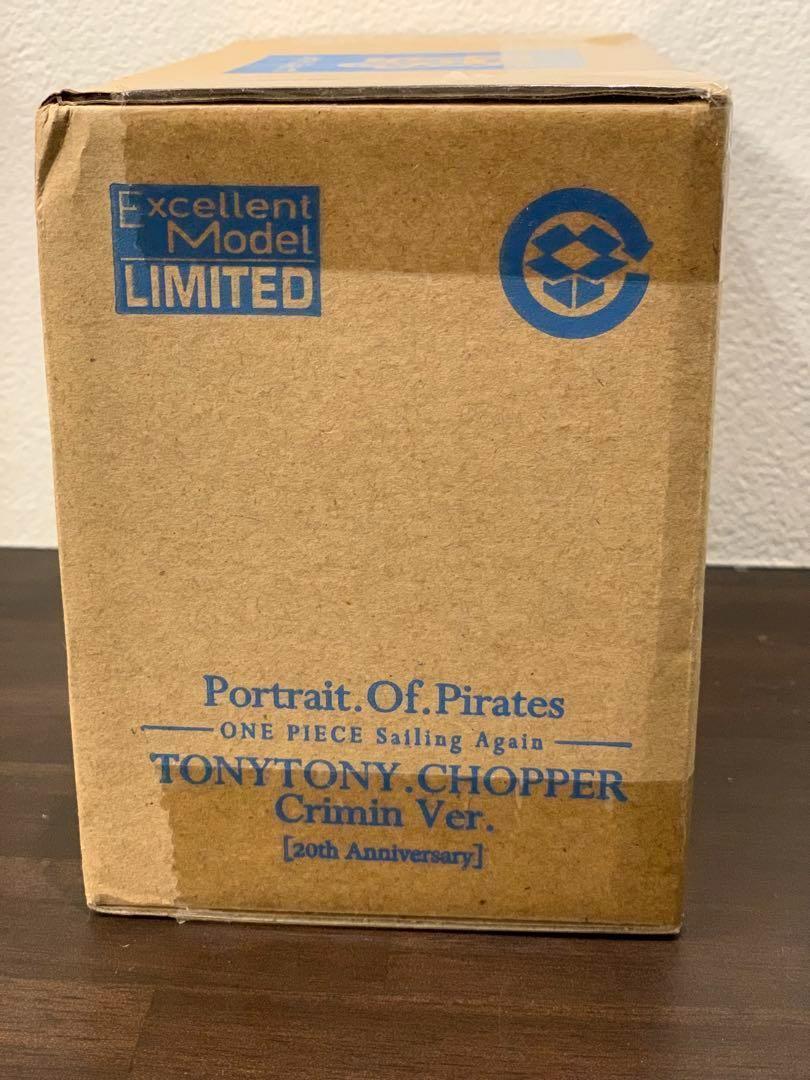 Excellent
Model
LIMITED
Portrait.Of.Pirates
ONE PIECE Sailing Again
TONYTONY.CHOPPER
Crimin Ver.
[20th Anniversary]